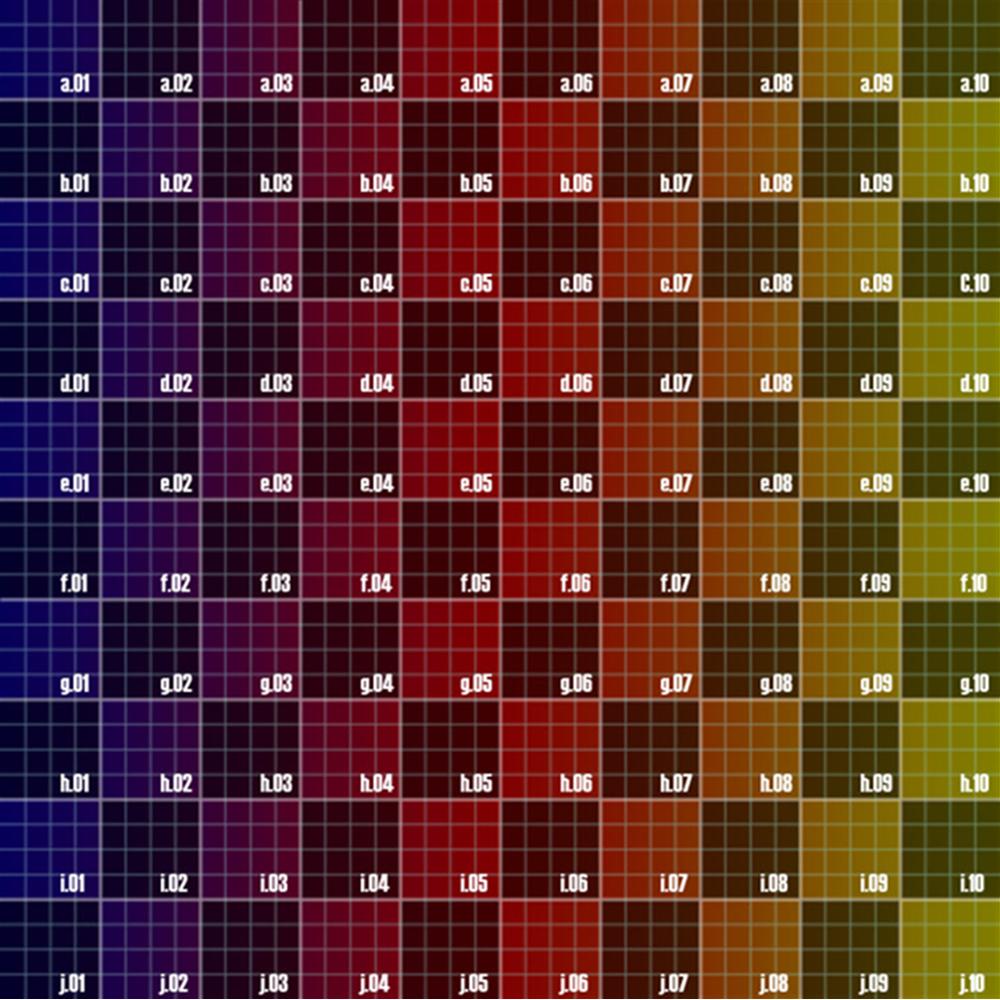 a.01 a.02 a.03 a.04 a.05 a.06 a.07 a.08 a.09 a.10
b.01 b.02 b.03 b.04 b.05 b.06 b.07 b.08 b.09 b.10
c.01 c.02 c.03 c.04 c.05 c.06 c.07 c.08 c.09 C.10
d.01 d.02 d.03 d.04 d.05 d.06 d.07 d.08 d.09 d.10
e.01 e.02 e.03 e.04 e.05 e.06 e.07 e.08 e.09 e.10
f.01 f.02 f.03 f.04 f.05 f.06 f.07 f.08 f.09 f.10
g.01 g.02 g.03 g.04 g.05 g.06 g.07 g.08 g.09 g.10
h.01 h.02 h.03 h.04 h.05 h.06 h.07 h.08 h.09 h.10
i.01 i.02 i.03 i.04 i.05 i.06 i.07 i.08 i.09 i.10
j.01 j.02 j.03 j.04 j.05 j.06 j.07 j.08 j.09 j.10